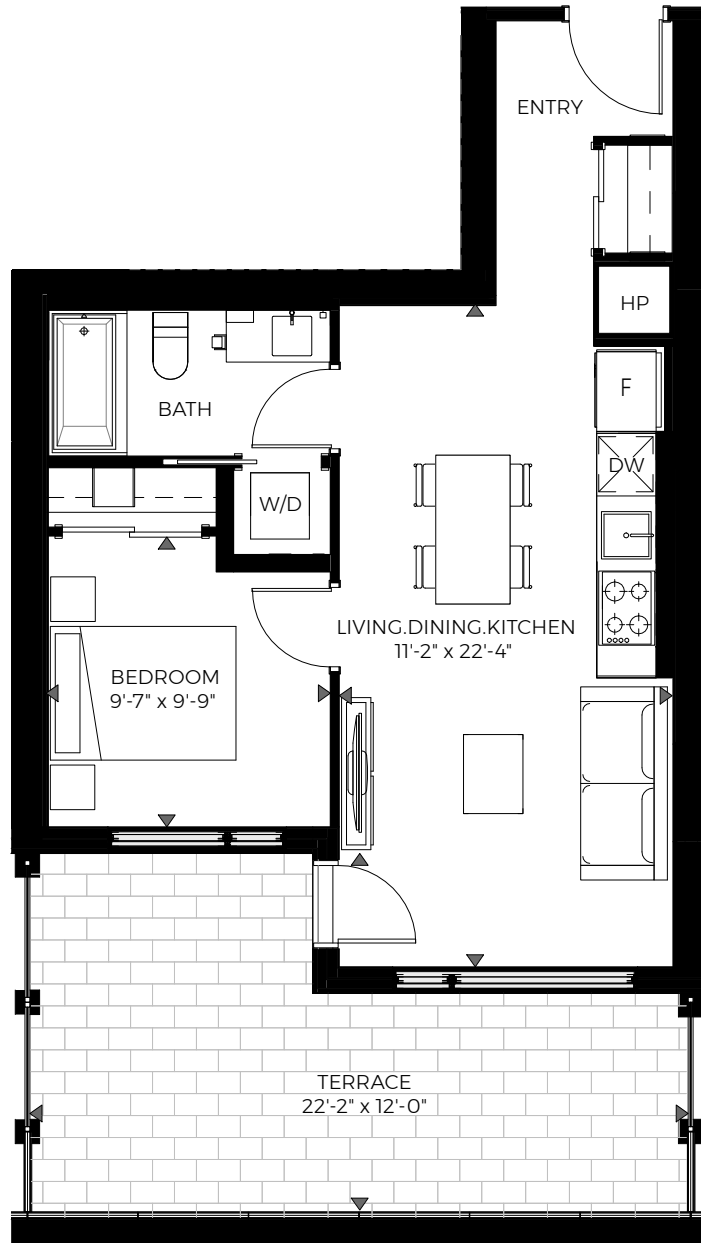 ENTRY
HP
F
BATH
DW
W/D
LIVING.DINING.KITCHEN
11'-2" x 22'-4"
BEDROOM
9'-7" x 9'-9"
TERRACE
22'-2" x 12'-0"